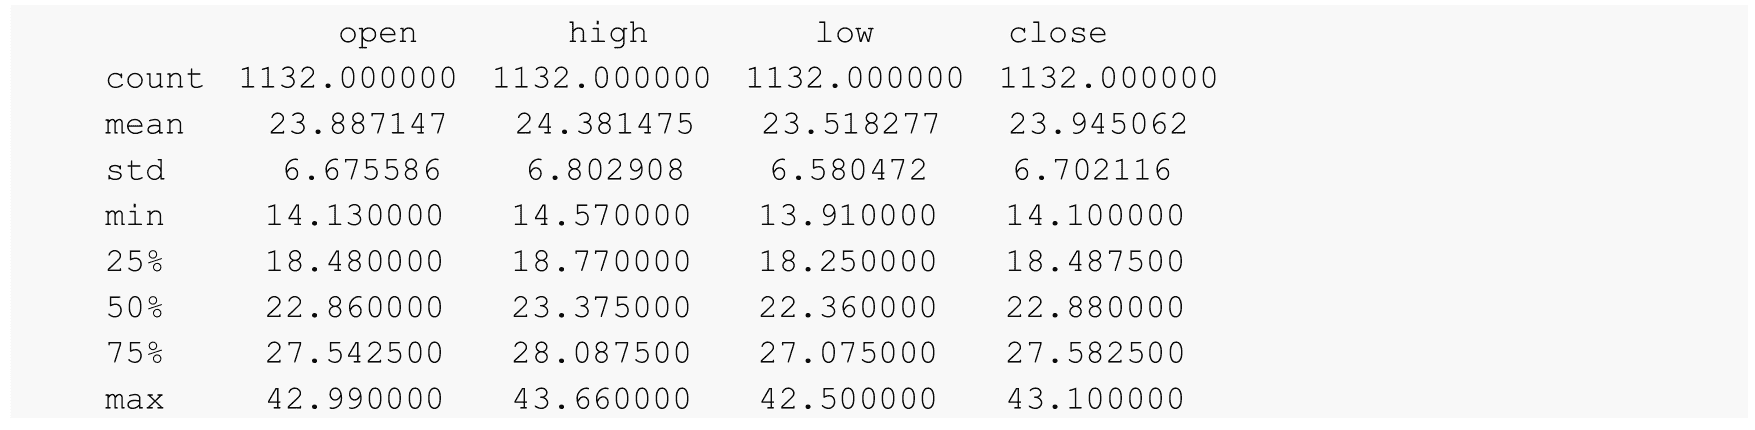 open high low close
count 1132.000000 1132.000000 1132.000000 1132.000000
mean 23.887147 24.381475 23.518277 23.945062
std 6.675586 6.802908 6.580472 6.702116
min 14.130000 14.570000 13.910000 14.100000
25% 18.480000 18.770000 18.250000 18.487500
50% 22.860000 23.375000 22.360000 22.880000
75% 27.542500 28.087500 27.075000 27.582500
max 42.990000 43.660000 42.500000 43.100000